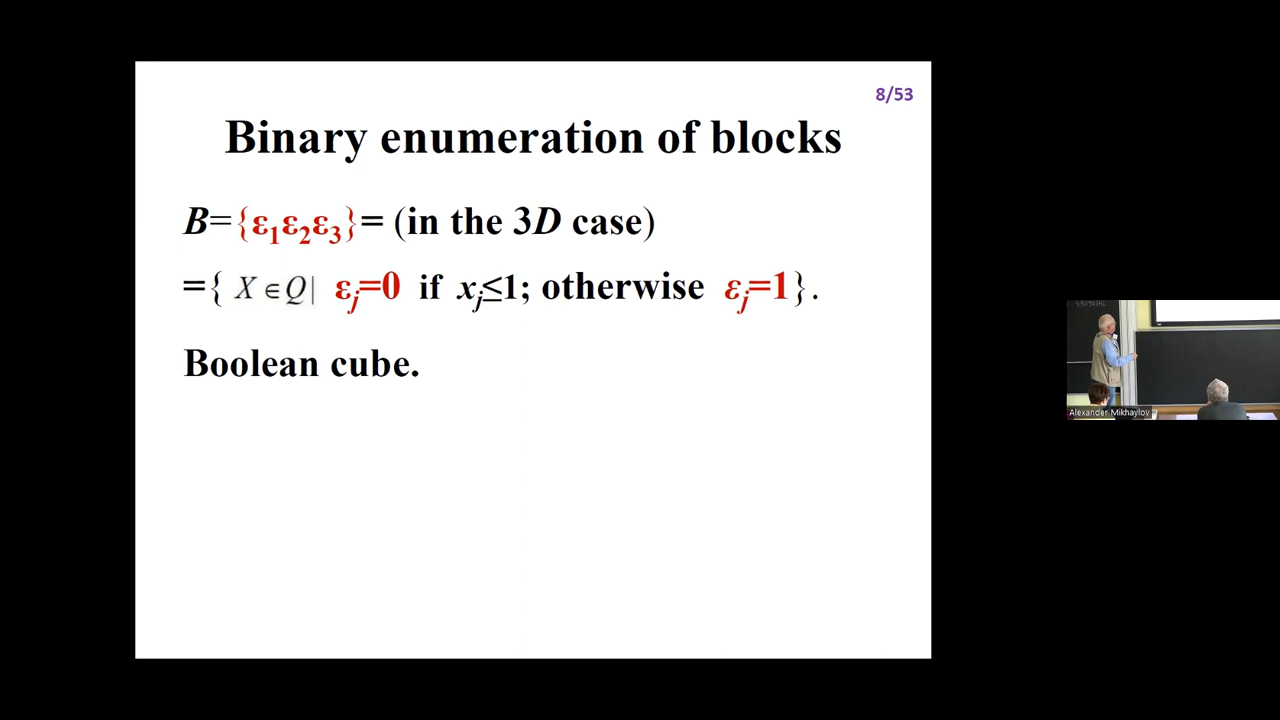 8/53
Binary enumeration of blocks
B={ε₁ε₂ε₃}= (in the 3D case)
={ X ∈ Q | εⱼ=0 if xⱼ≤1; otherwise εⱼ=1}.
Boolean cube.
Alexander Mikhaylov